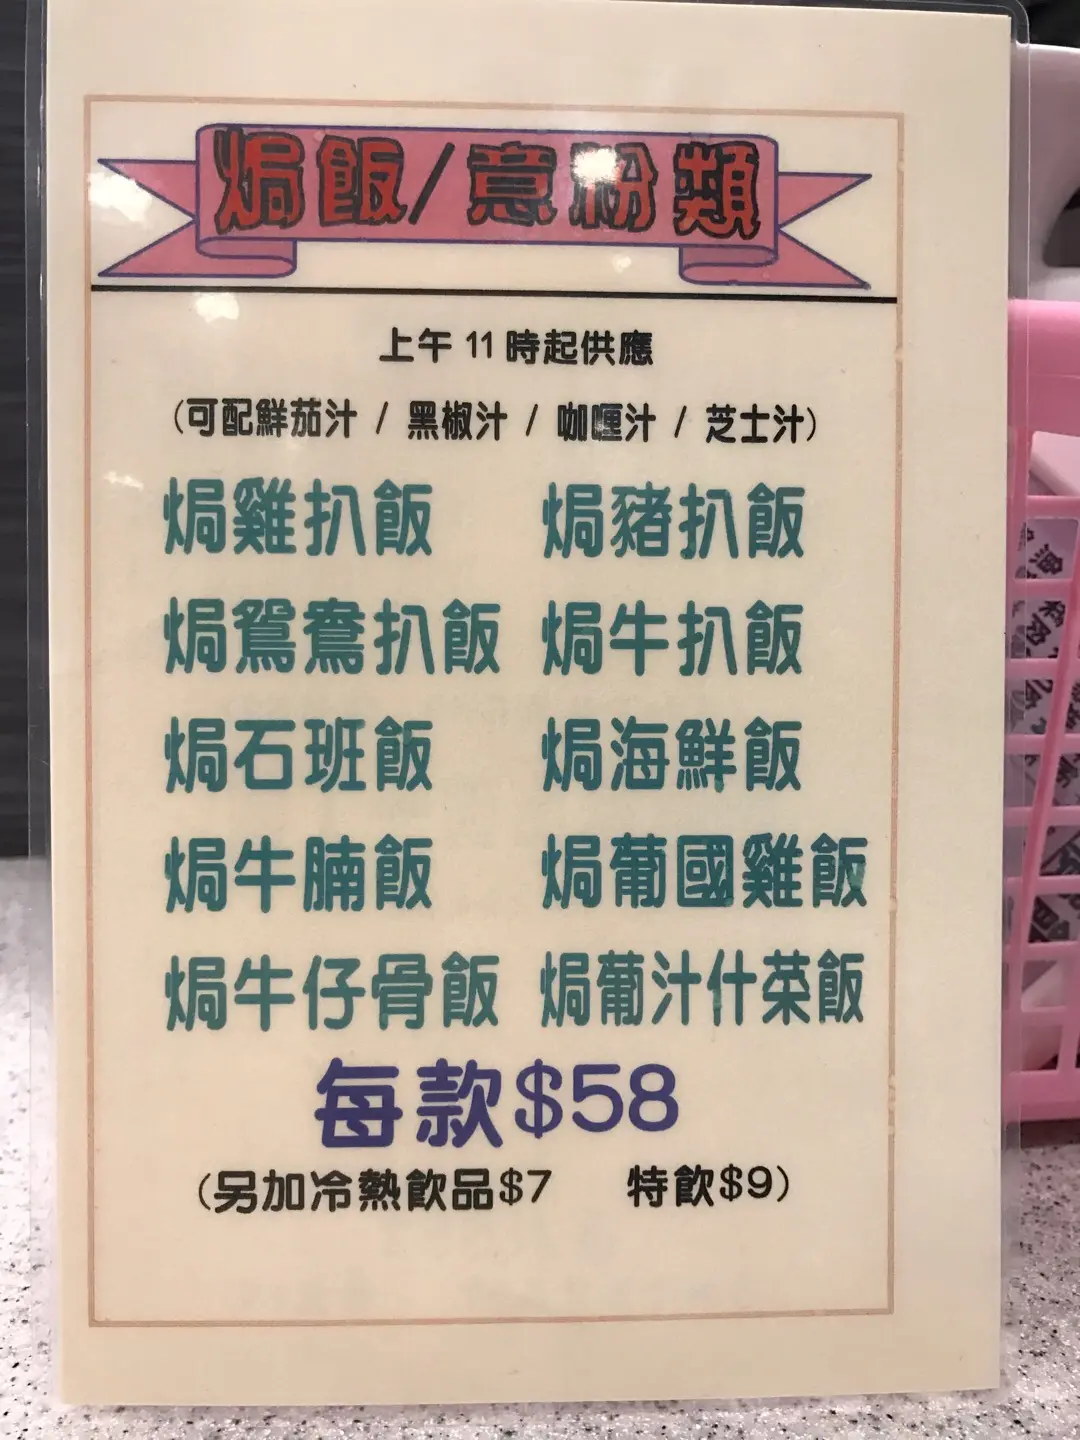 焗飯/意粉類
上午 11 時起供應
(可配鮮茄汁 / 黑椒汁 / 咖喱汁 / 芝士汁)
焗雞扒飯 焗豬扒飯
焗鴛鴦扒飯 焗牛扒飯
焗石班飯 焗海鮮飯
焗牛腩飯 焗葡國雞飯
焗牛仔骨飯 焗葡汁什菜飯
每款$58
(另加冷熱飲品$7 特飲$9)